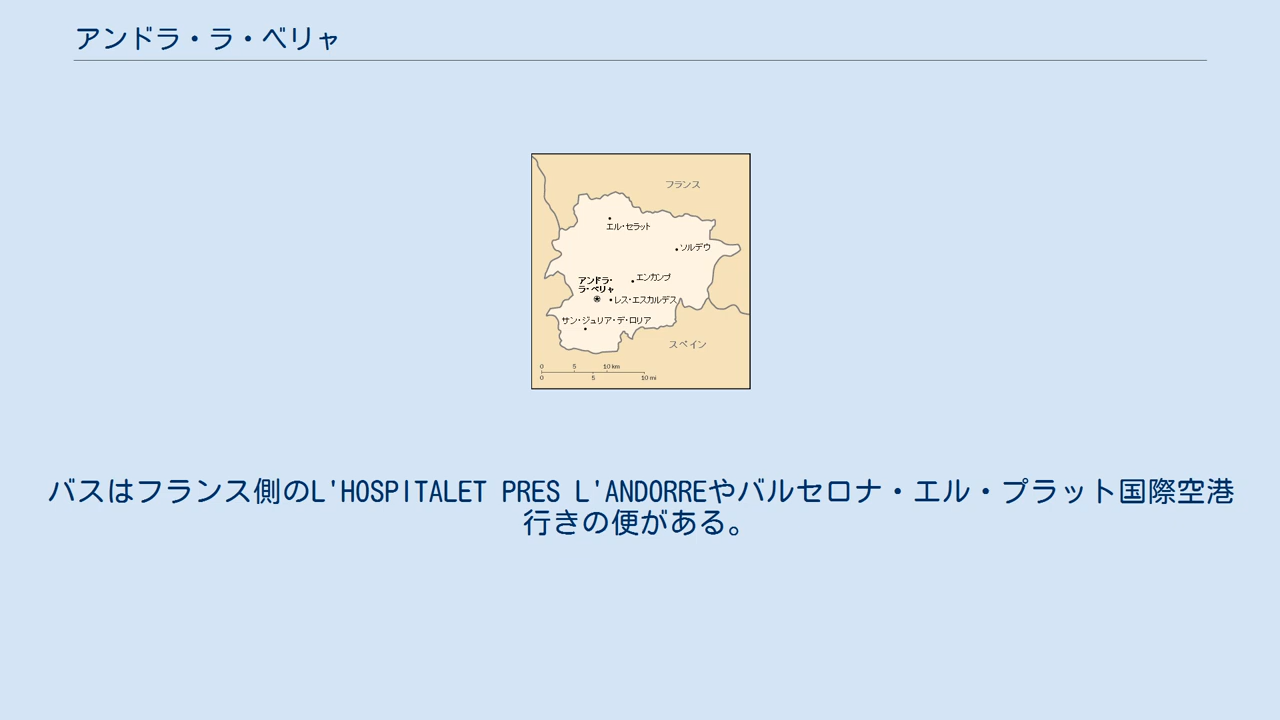 アンドラ・ラ・ベリャ
フランス
エル・セラット
ソルデウ
エンカンプ
アンドラ・
ラ・ベリャ
レス・エスカルデス
サン・ジュリア・デ・ロリア
スペイン
0 5 10 km
0 5 10 mi
バスはフランス側のL'HOSPITALET PRES L'ANDORREやバルセロナ・エル・プラット国際空港
行きの便がある。